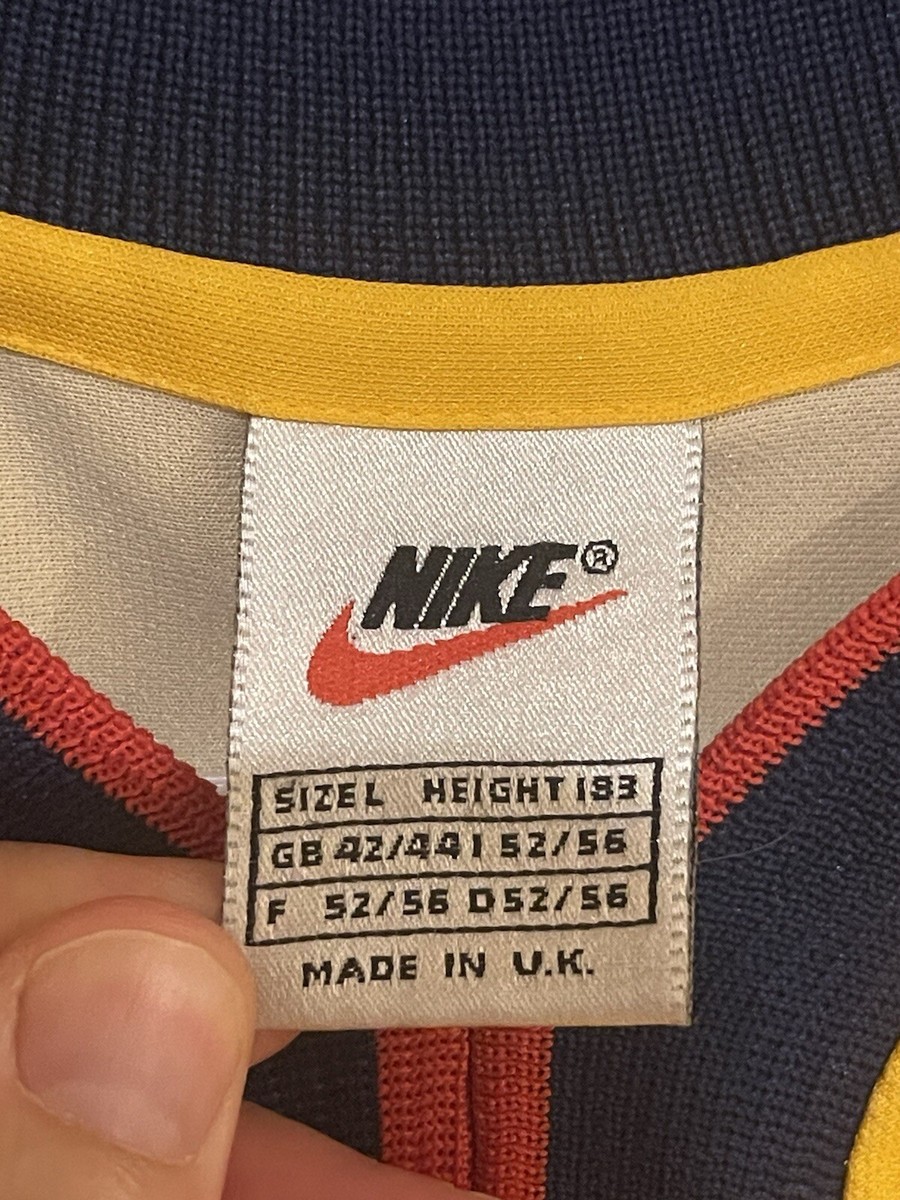 NIKE®
SIZE L HEIGHT 183
GB 42/44 I 52/56
F 52/56 D 52/56
MADE IN U.K.